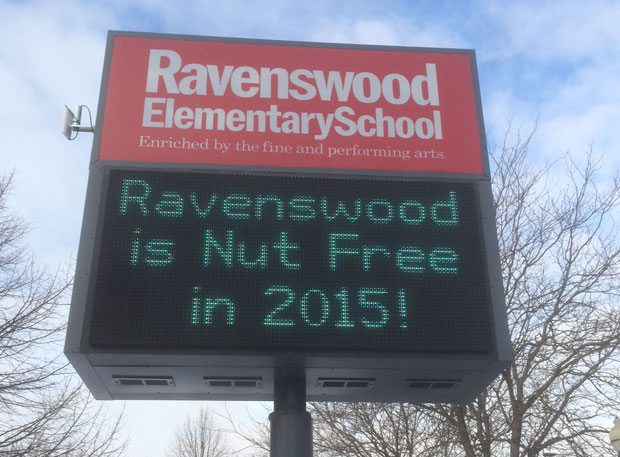 Ravenswood
ElementarySchool
Enriched by the fine and performing arts.
Ravenswood
is Nut Free
in 2015!